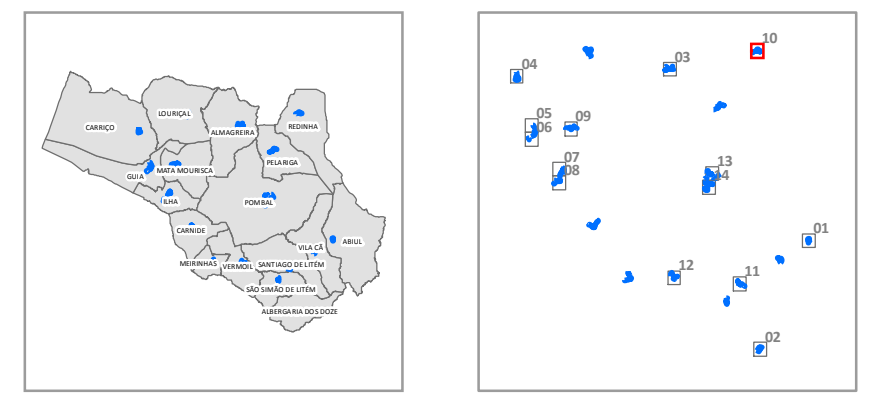 LOURIÇAL
CARRIÇO
ALMAGREIRA
REDINHA
PELARIGA
MATA MOURISCA
GUIA
ILHA
POMBAL
CARNIDE
ABIUL
VILA CÃ
MEIRINHAS
VERMOIL
SANTIAGO DE LITÉM
SÃO SIMÃO DE LITÉM
ALBERGARIA DOS DOZE
10
03
04
05
09
06
07
13
08
14
01
12
11
02